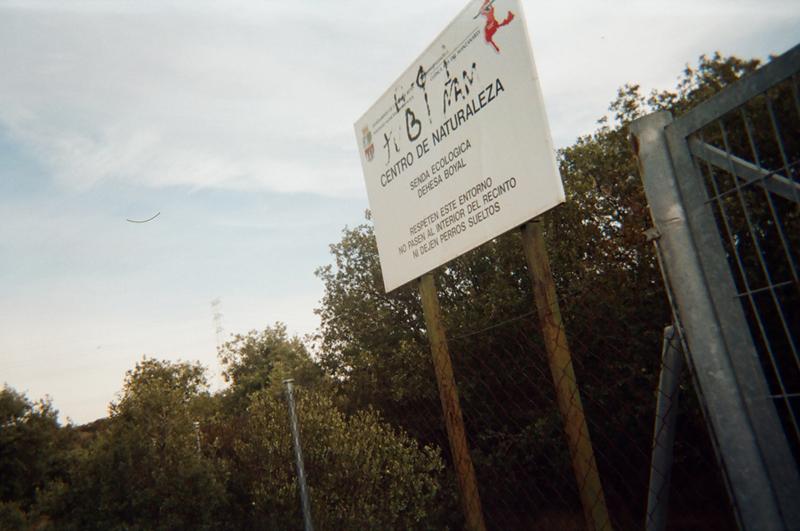 CENTRO DE NATURALEZA
SENDA ECOLOGICA
DEHESA BOYAL
RESPETEN ESTE ENTORNO
NO PASEN AL INTERIOR DEL RECINTO
NI DEJEN PERROS SUELTOS